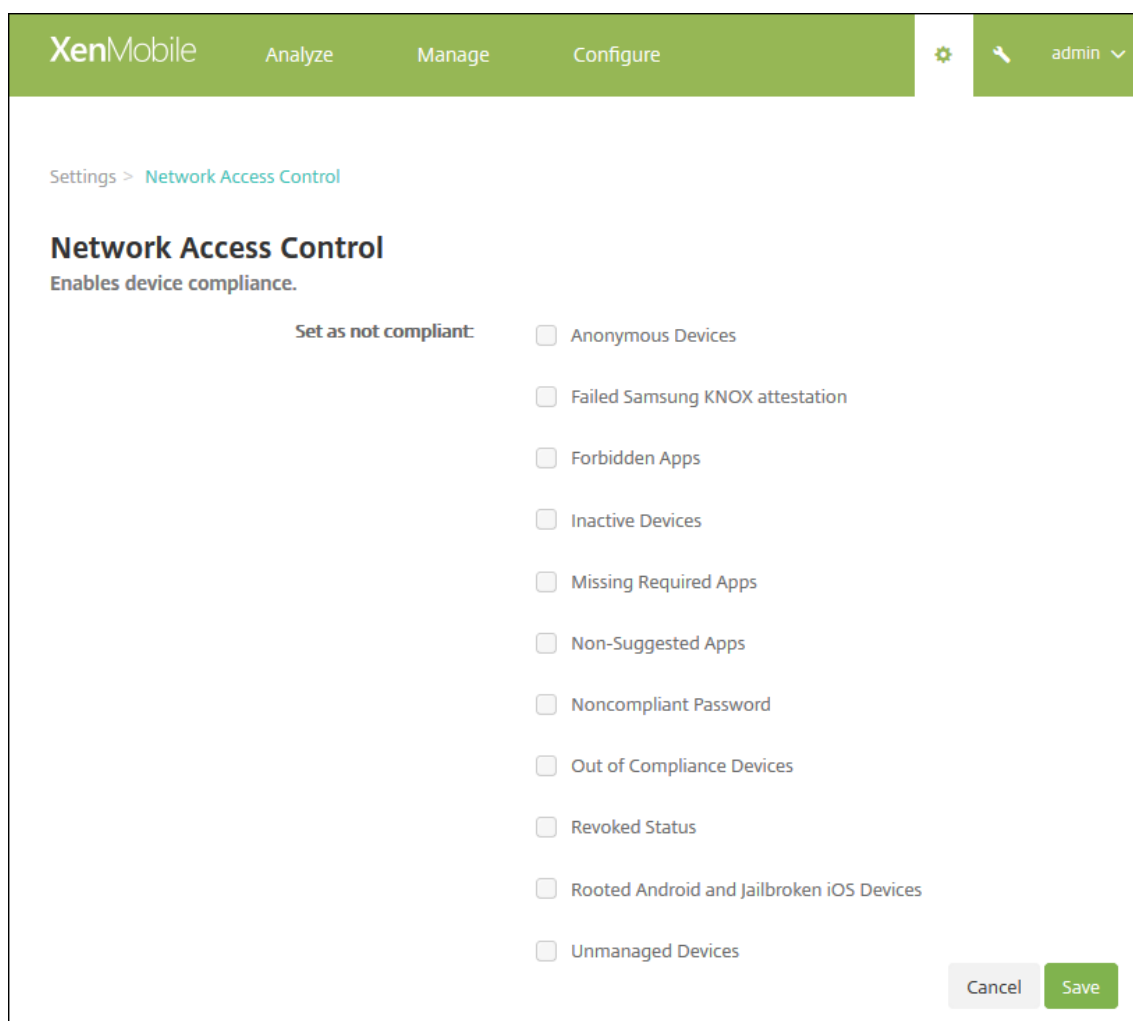 XenMobile Analyze Manage Configure admin
Settings > Network Access Control
Network Access Control
Enables device compliance.
Set as not compliant: Anonymous Devices
Failed Samsung KNOX attestation
Forbidden Apps
Inactive Devices
Missing Required Apps
Non-Suggested Apps
Noncompliant Password
Out of Compliance Devices
Revoked Status
Rooted Android and Jailbroken iOS Devices
Unmanaged Devices
Cancel Save